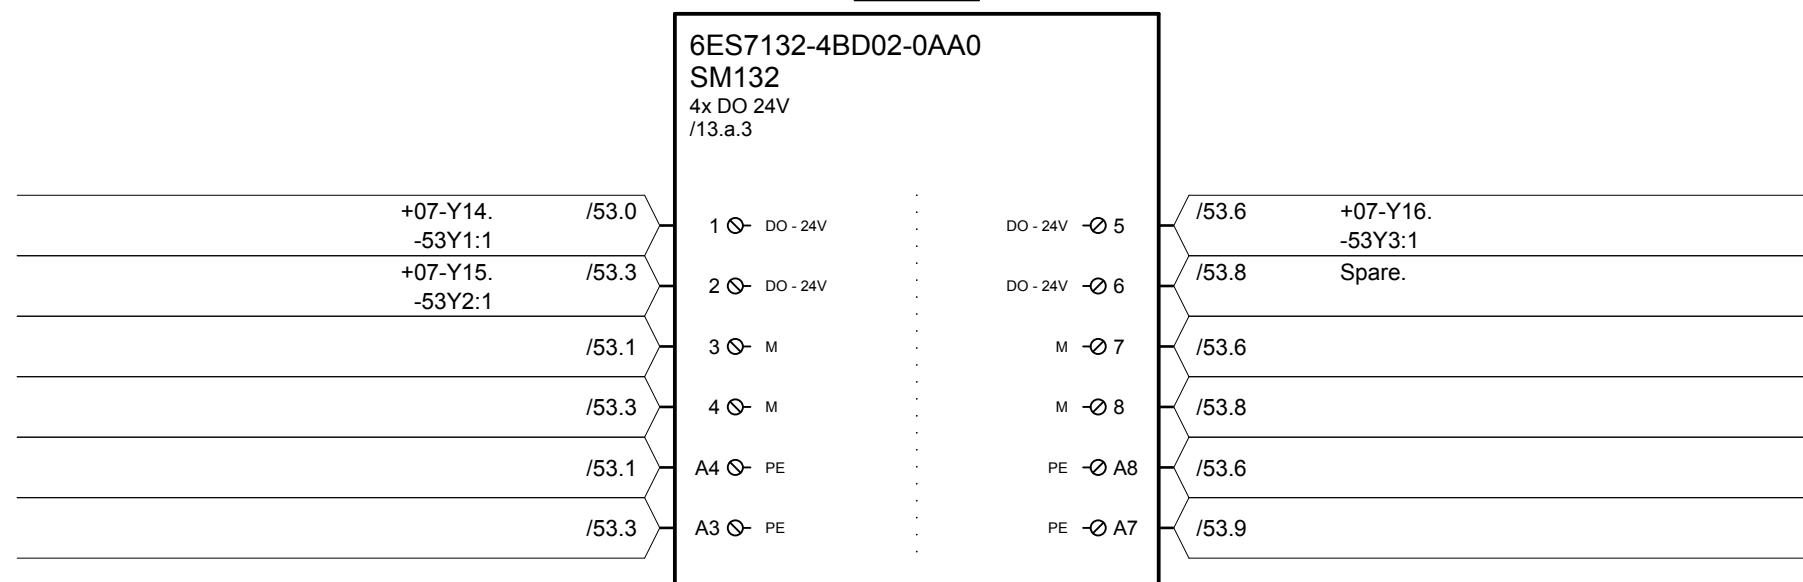 6ES7132-4BD02-0AA0
SM132
4x DO 24V
/13.a.3
+07-Y14. /53.0 1 DO - 24V DO - 24V 5 /53.6 +07-Y16.
-53Y1:1 -53Y3:1
+07-Y15. /53.3 2 DO - 24V DO - 24V 6 /53.8 Spare.
-53Y2:1
/53.1 3 M M 7 /53.6
/53.3 4 M M 8 /53.8
/53.1 A4 PE PE A8 /53.6
/53.3 A3 PE PE A7 /53.9